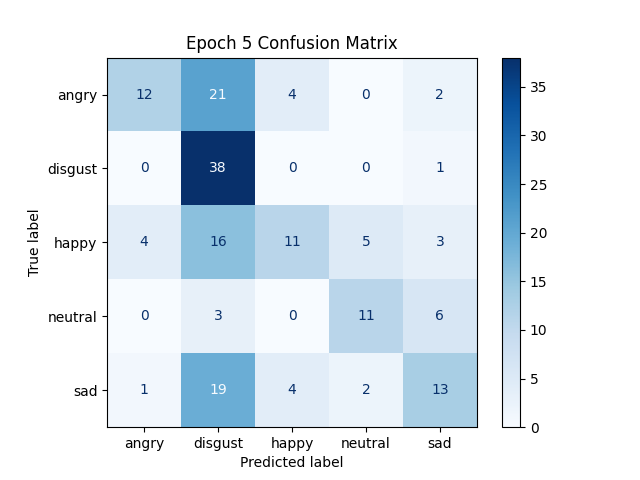 Epoch 5 Confusion Matrix
True label
angry 12 21 4 0 2
disgust 0 38 0 0 1
happy 4 16 11 5 3
neutral 0 3 0 11 6
sad 1 19 4 2 13
angry disgust happy neutral sad
Predicted label
35
30
25
20
15
10
5
0